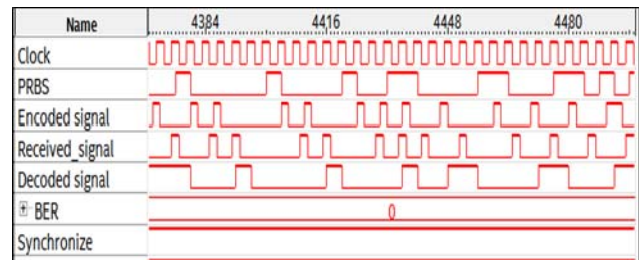 Name 4384 4416 4448 4480
Clock
PRBS
Encoded signal
Received_signal
Decoded signal
BER 0
Synchronize